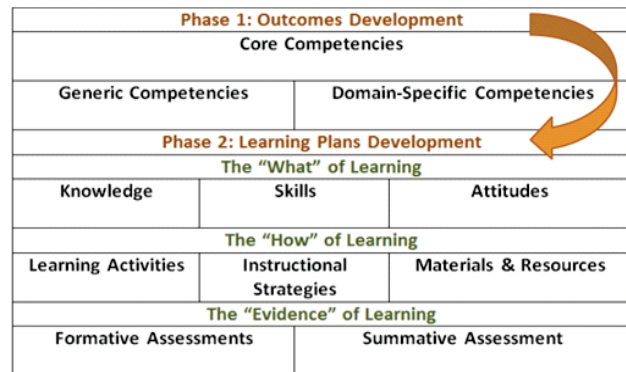 Phase 1: Outcomes Development
Core Competencies
Generic Competencies
Domain-Specific Competencies
Phase 2: Learning Plans Development
The “What” of Learning
Knowledge
Skills
Attitudes
The “How” of Learning
Learning Activities
Instructional
Strategies
Materials & Resources
The “Evidence” of Learning
Formative Assessments
Summative Assessment